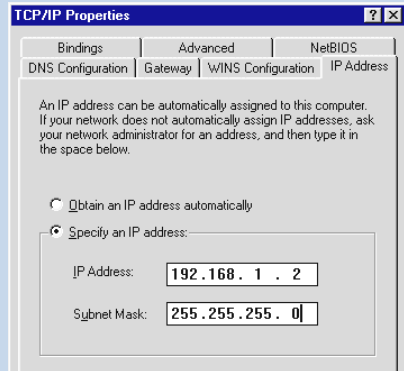 TCP/IP Properties
Bindings Advanced NetBIOS
DNS Configuration Gateway WINS Configuration IP Address
An IP address can be automatically assigned to this computer.
If your network does not automatically assign IP addresses, ask
your network administrator for an address, and then type it in
the space below.
Obtain an IP address automatically
Specify an IP address:
IP Address: 192.168. 1 . 2
Subnet Mask: 255.255.255. 0